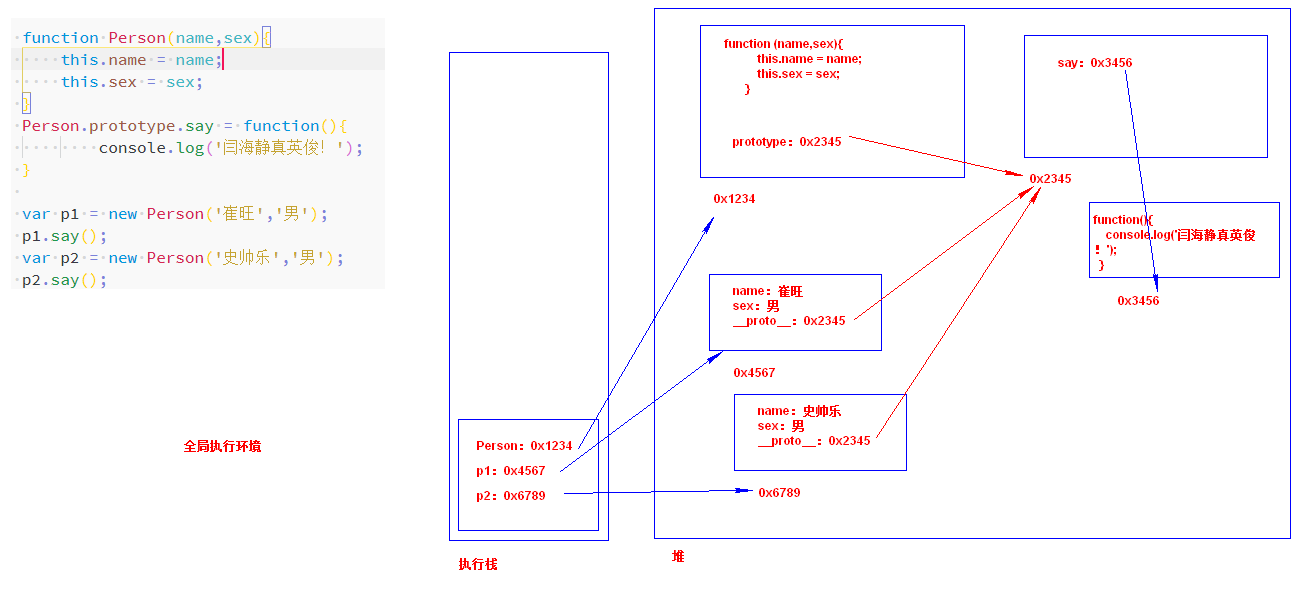 function Person(name,sex){
this.name = name;
this.sex = sex;
}
Person.prototype.say = function(){
console.log('闫海静真英俊！');
}
var p1 = new Person('崔旺','男');
p1.say();
var p2 = new Person('史帅乐','男');
p2.say();
全局执行环境
Person：0x1234
p1：0x4567
p2：0x6789
执行栈
function (name,sex){
this.name = name;
this.sex = sex;
}
prototype：0x2345
0x1234
name：崔旺
sex：男
__proto__：0x2345
0x4567
name：史帅乐
sex：男
__proto__：0x2345
0x6789
say：0x3456
0x2345
function(){
console.log('闫海静真英俊
！');
}
0x3456
堆